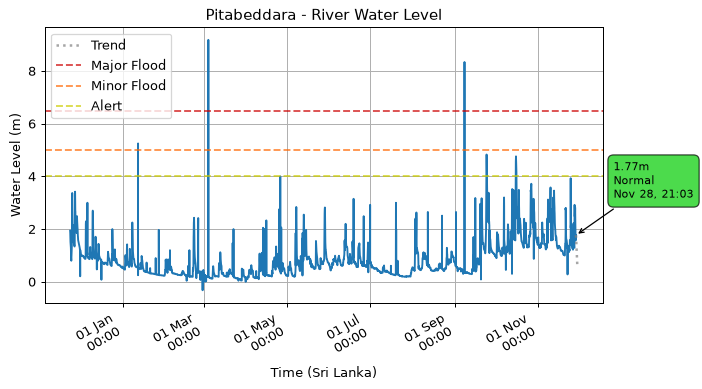 Pitabeddara - River Water Level
Trend
Major Flood
Minor Flood
Alert
Water Level (m)
8
6
4
2
0
1.77m
Normal
Nov 28, 21:03
01 Jan
00:00
01 Mar
00:00
01 May
00:00
01 Jul
00:00
01 Sep
00:00
01 Nov
00:00
Time (Sri Lanka)